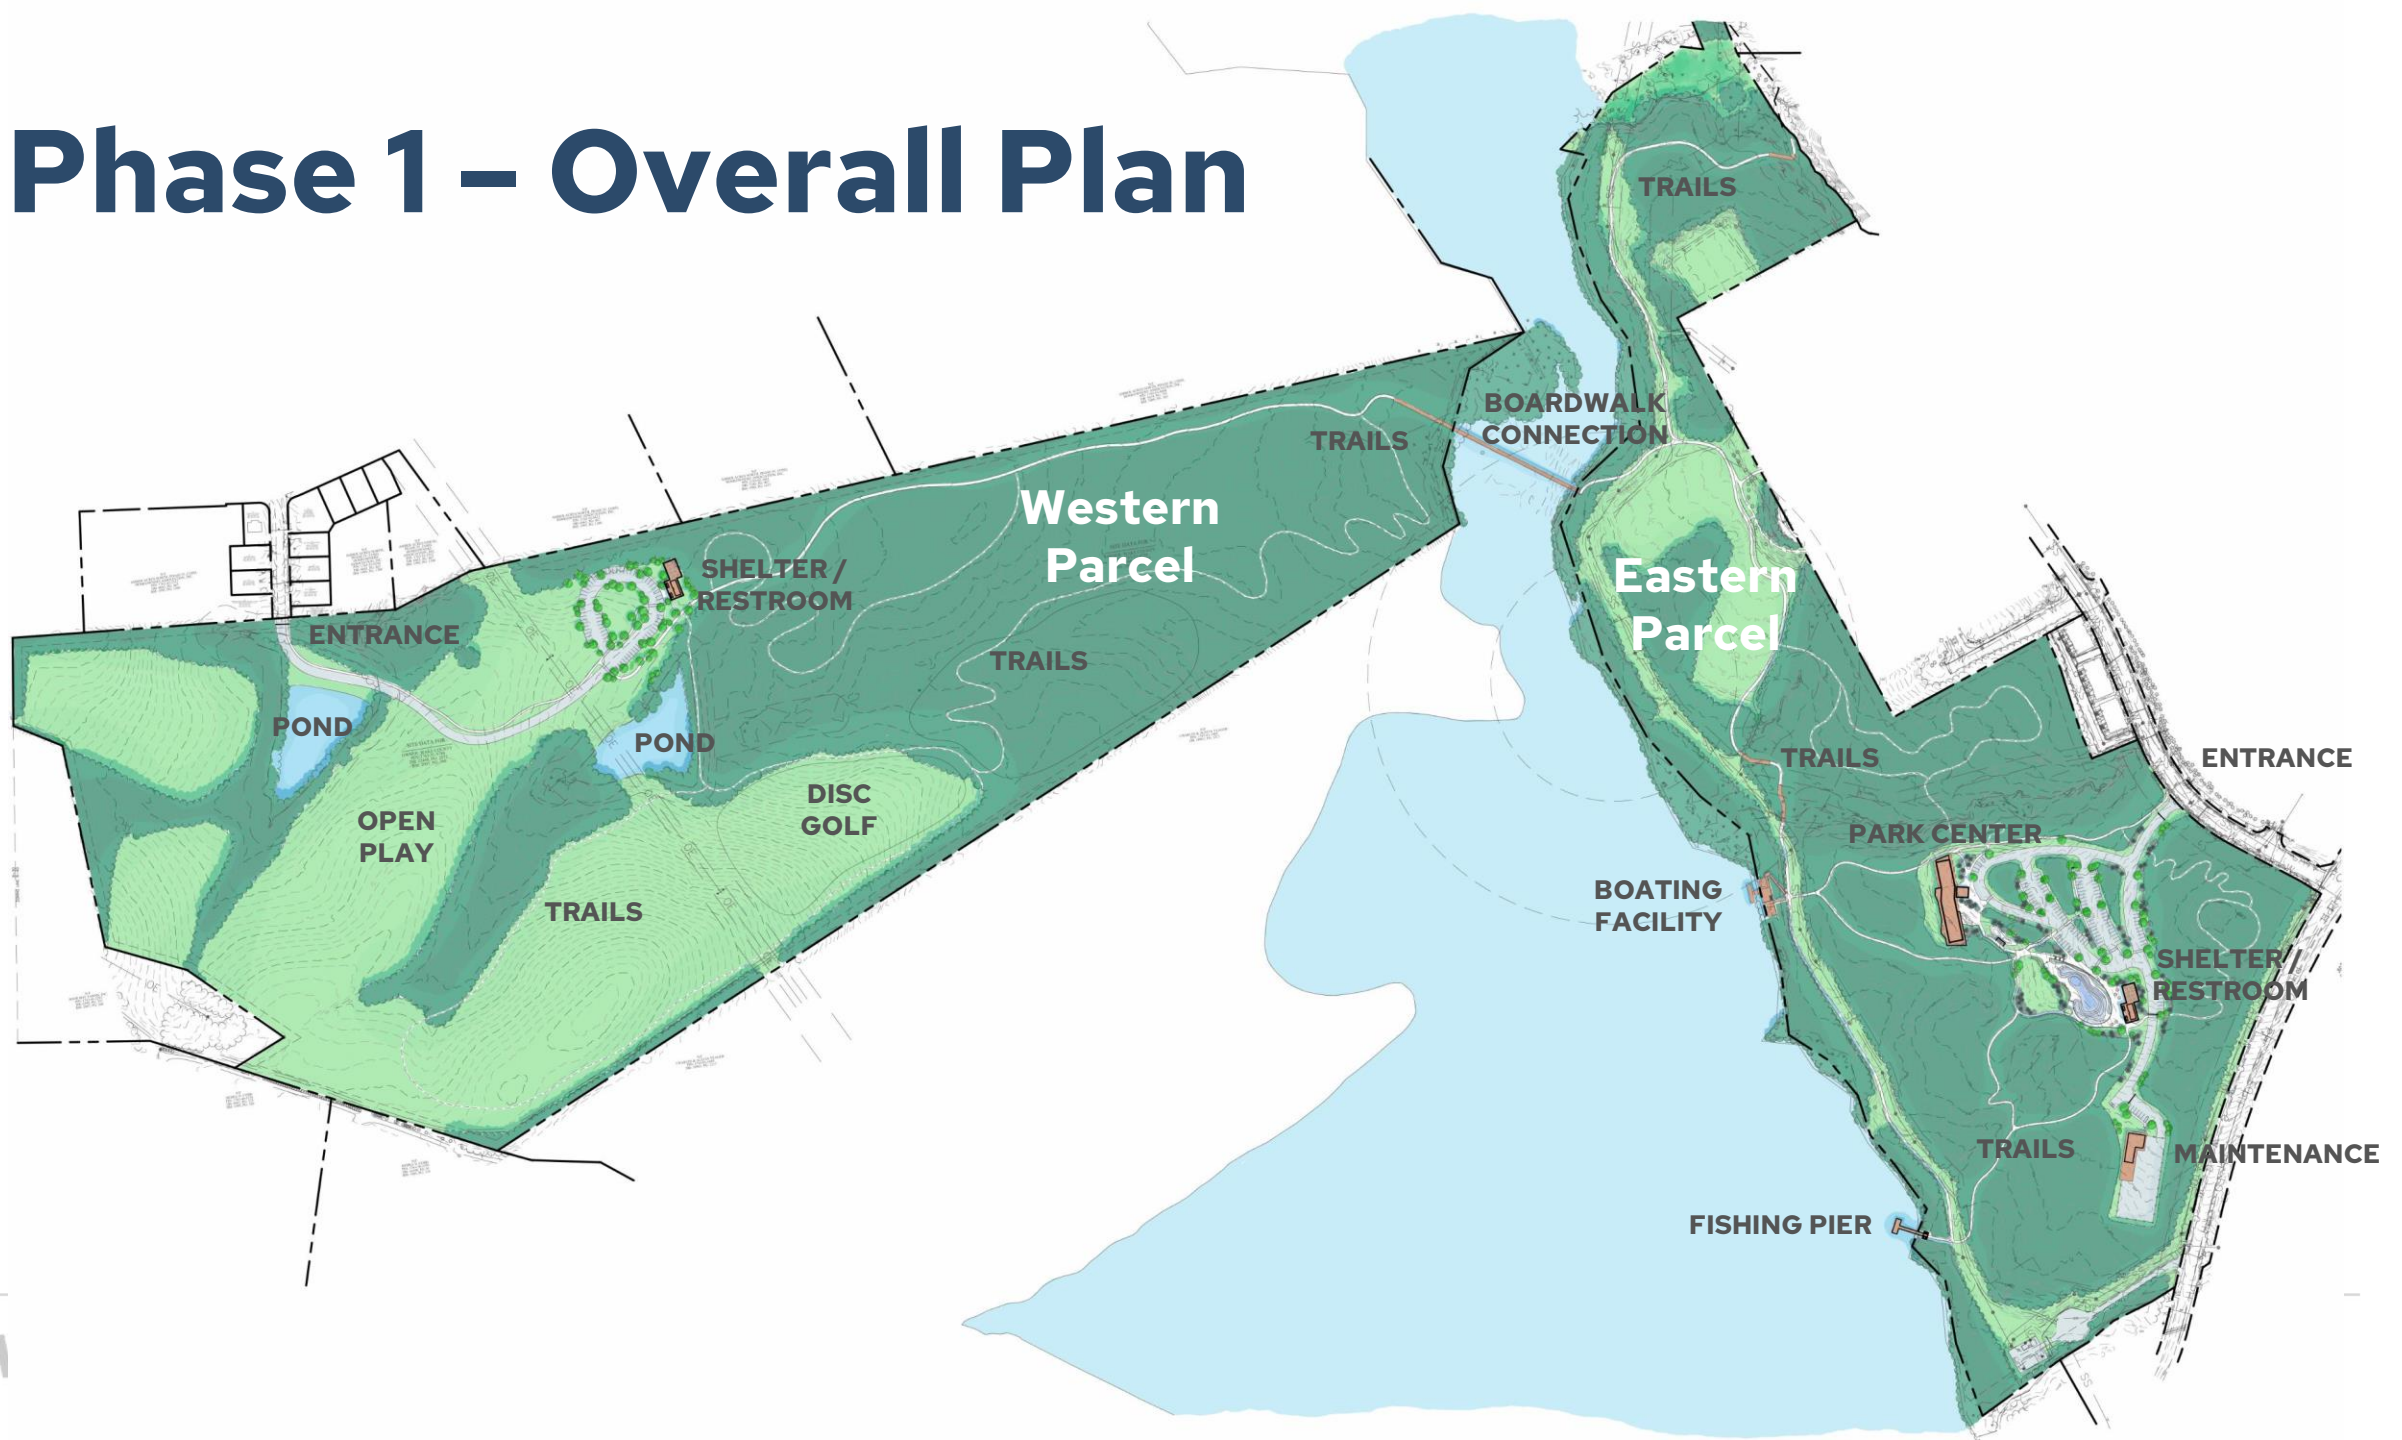 Phase 1 – Overall Plan
TRAILS
BOARDWALK
CONNECTION
TRAILS
Western
Parcel
SHELTER /
RESTROOM
Eastern
Parcel
ENTRANCE
TRAILS
POND
POND
TRAILS
ENTRANCE
DISC
GOLF
OPEN
PLAY
PARK CENTER
TRAILS
BOATING
FACILITY
SHELTER /
RESTROOM
TRAILS
MAINTENANCE
FISHING PIER